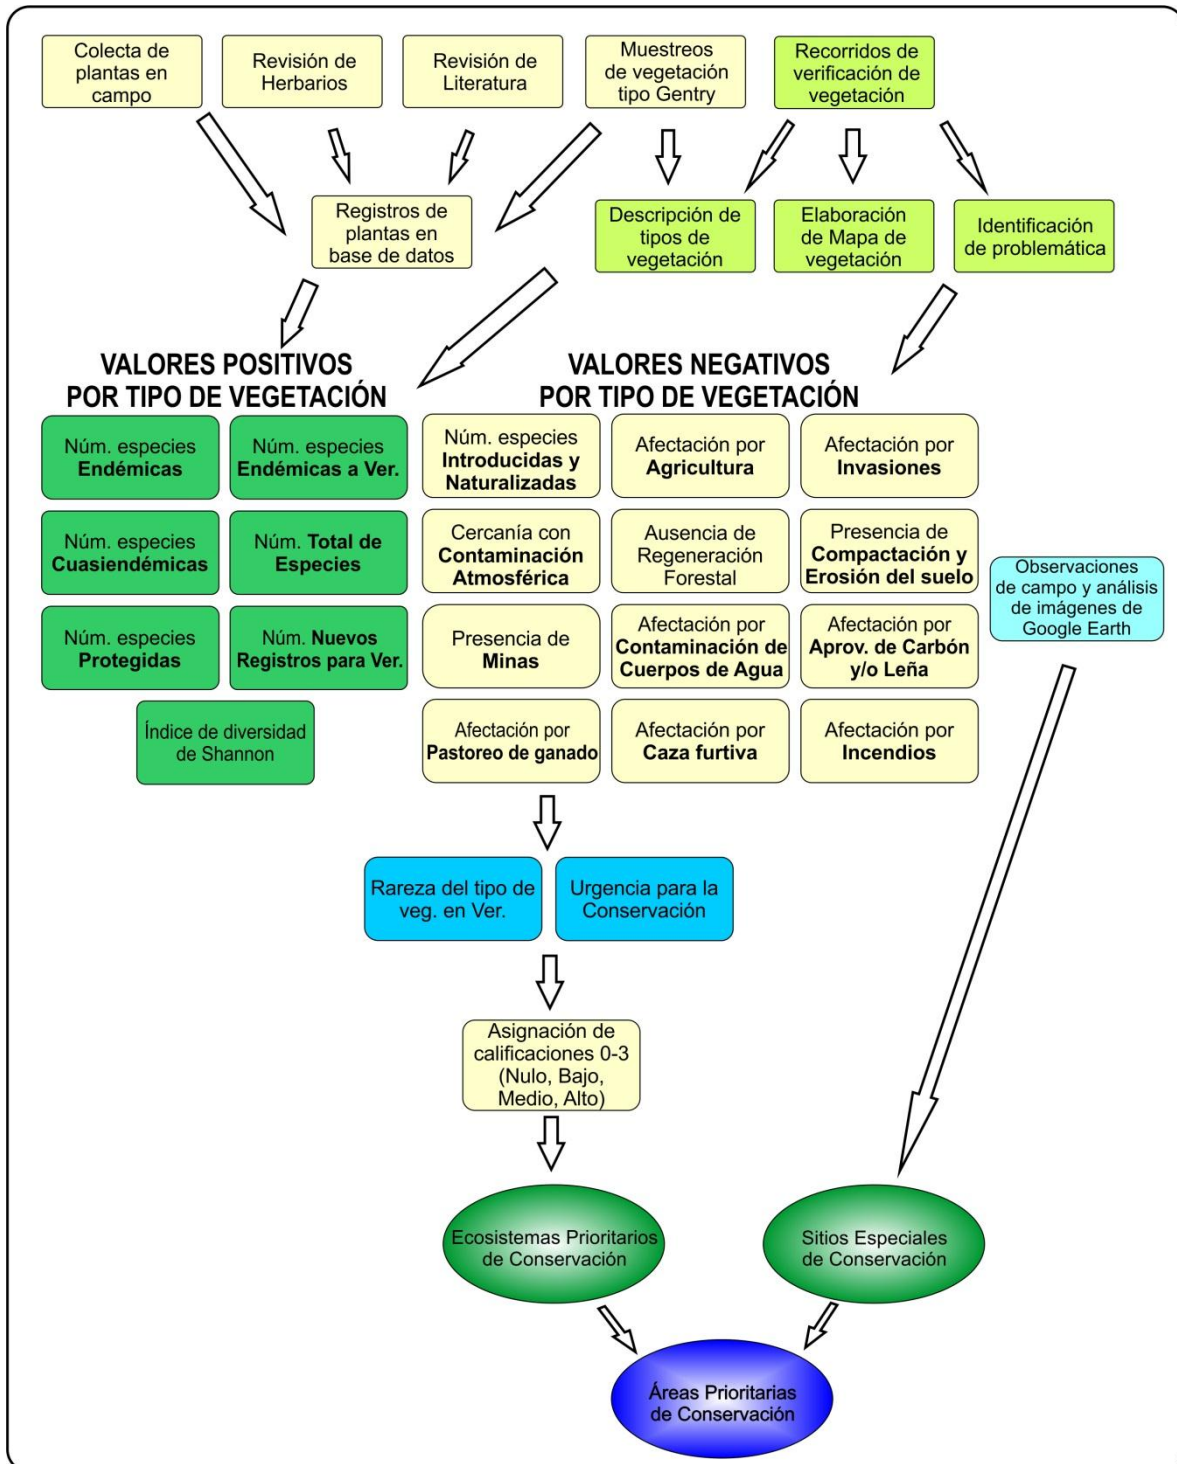 Colecta de
plantas en
campo
Revisión de
Herbarios
Revisión de
Literatura
Muestreos
de vegetación
tipo Gentry
Recorridos de
verificación de
vegetación
Registros de
plantas en
base de datos
Descripción de
tipos de
vegetación
Elaboración
de Mapa de
vegetación
Identificación
de problemática
VALORES POSITIVOS
POR TIPO DE VEGETACIÓN
VALORES NEGATIVOS
POR TIPO DE VEGETACIÓN
Núm. especies
Endémicas
Núm. especies
Endémicas a Ver.
Núm. especies
Cuasiendémicas
Núm. Total de
Especies
Núm. especies
Protegidas
Núm. Nuevos
Registros para Ver.
Índice de diversidad
de Shannon
Núm. especies
Introducidas y
Naturalizadas
Afectación por
Agricultura
Afectación por
Invasiones
Cercanía con
Contaminación
Atmosférica
Ausencia de
Regeneración
Forestal
Presencia de
Compactación y
Erosión del suelo
Presencia de
Minas
Afectación por
Contaminación de
Cuerpos de Agua
Afectación por
Aprov. de Carbón
y/o Leña
Afectación por
Pastoreo de ganado
Afectación por
Caza furtiva
Afectación por
Incendios
Observaciones
de campo y análisis
de imágenes de
Google Earth
Rareza del tipo de
veg. en Ver.
Urgencia para la
Conservación
Asignación de
calificaciones 0-3
(Nulo, Bajo,
Medio, Alto)
Ecosistemas Prioritarios
de Conservación
Sitios Especiales
de Conservación
Áreas Prioritarias
de Conservación